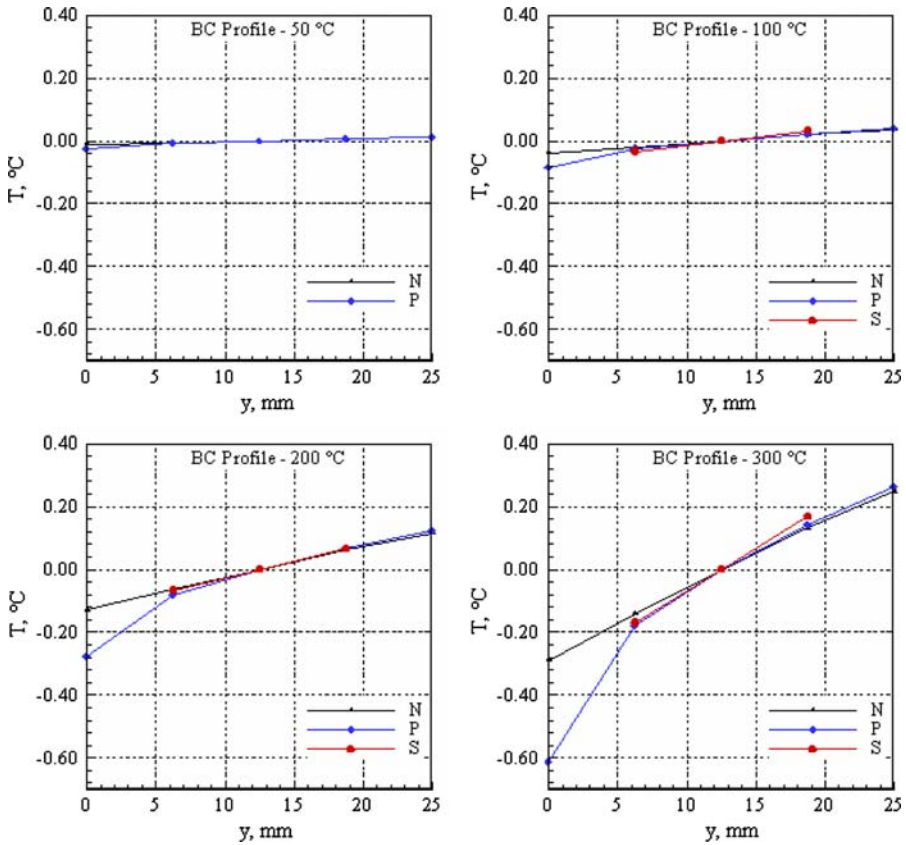 BC Profile - 50 °C
0.40
0.20
0.00
-0.20
-0.40
-0.60
T, °C
0 5 10 15 20 25
y, mm
N
P
BC Profile - 100 °C
0.40
0.20
0.00
-0.20
-0.40
-0.60
T, °C
0 5 10 15 20 25
y, mm
N
P
S
BC Profile - 200 °C
0.40
0.20
0.00
-0.20
-0.40
-0.60
T, °C
0 5 10 15 20 25
y, mm
N
P
S
BC Profile - 300 °C
0.40
0.20
0.00
-0.20
-0.40
-0.60
T, °C
0 5 10 15 20 25
y, mm
N
P
S